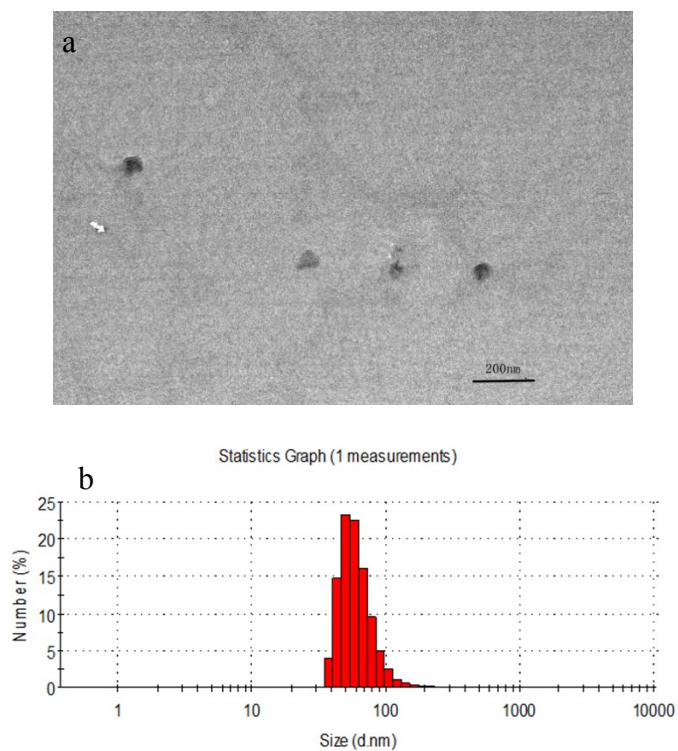 a
200nm
Statistics Graph (1 measurements)
b
Number (%)
25
20
15
10
5
0
1 10 100 1000 10000
Size (d.nm)